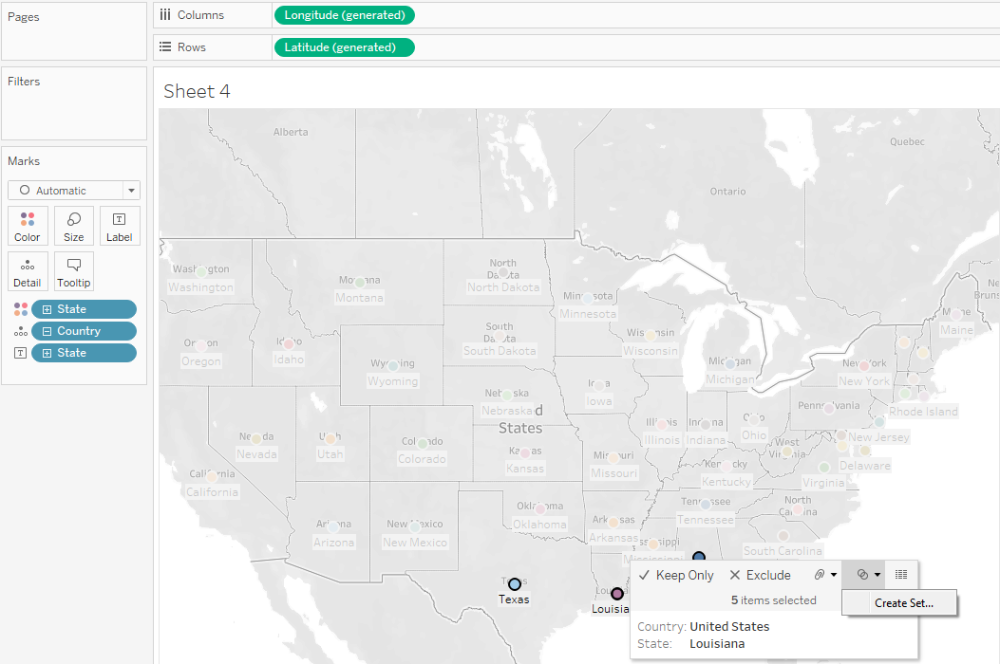 Pages
Columns
Longitude (generated)
Rows
Latitude (generated)
Filters
Marks
Automatic
Color
Size
Label
Detail
Tooltip
State
Country
State
Sheet 4
Alberta
Quebec
Ontario
Washington
Washington
Montana
Montana
North
Dakota
North Dakota
Minnesota
Minnesota
Maine
Maine
Oregon
Oregon
Idaho
Idaho
South
Dakota
South Dakota
Wisconsin
Wisconsin
Wyoming
Wyoming
Michigan
Michigan
New York
New York
Iowa
Iowa
Nebraska
Nebraska
States
Pennsylvania
Rhode Island
Nevada
Nevada
Utah
Utah
Colorado
Colorado
Kansas
Kansas
Illinois
Illinois
Indiana
Indiana
Ohio
Ohio
New Jersey
West
Virginia
Delaware
Missouri
Missouri
Kentucky
Kentucky
Virginia
California
California
Arizona
Arizona
New Mexico
New Mexico
Oklahoma
Oklahoma
Arkansas
Arkansas
Tennessee
Tennessee
North
Carolina
South Carolina
Mississippi
Texas
Texas
Louisia
Keep Only
Exclude
5 items selected
Create Set...
Country: United States
State: Louisiana